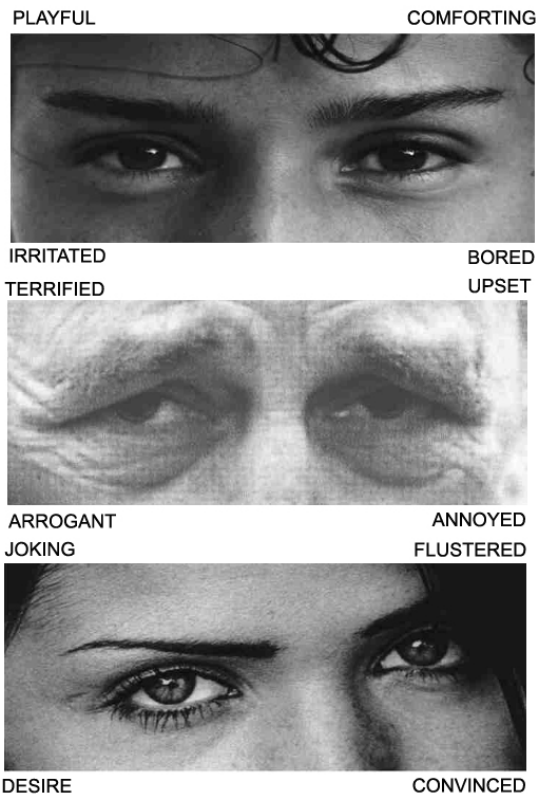 PLAYFUL COMFORTING
IRRITATED BORED
TERRIFIED UPSET
ARROGANT ANNOYED
JOKING FLUSTERED
DESIRE CONVINCED